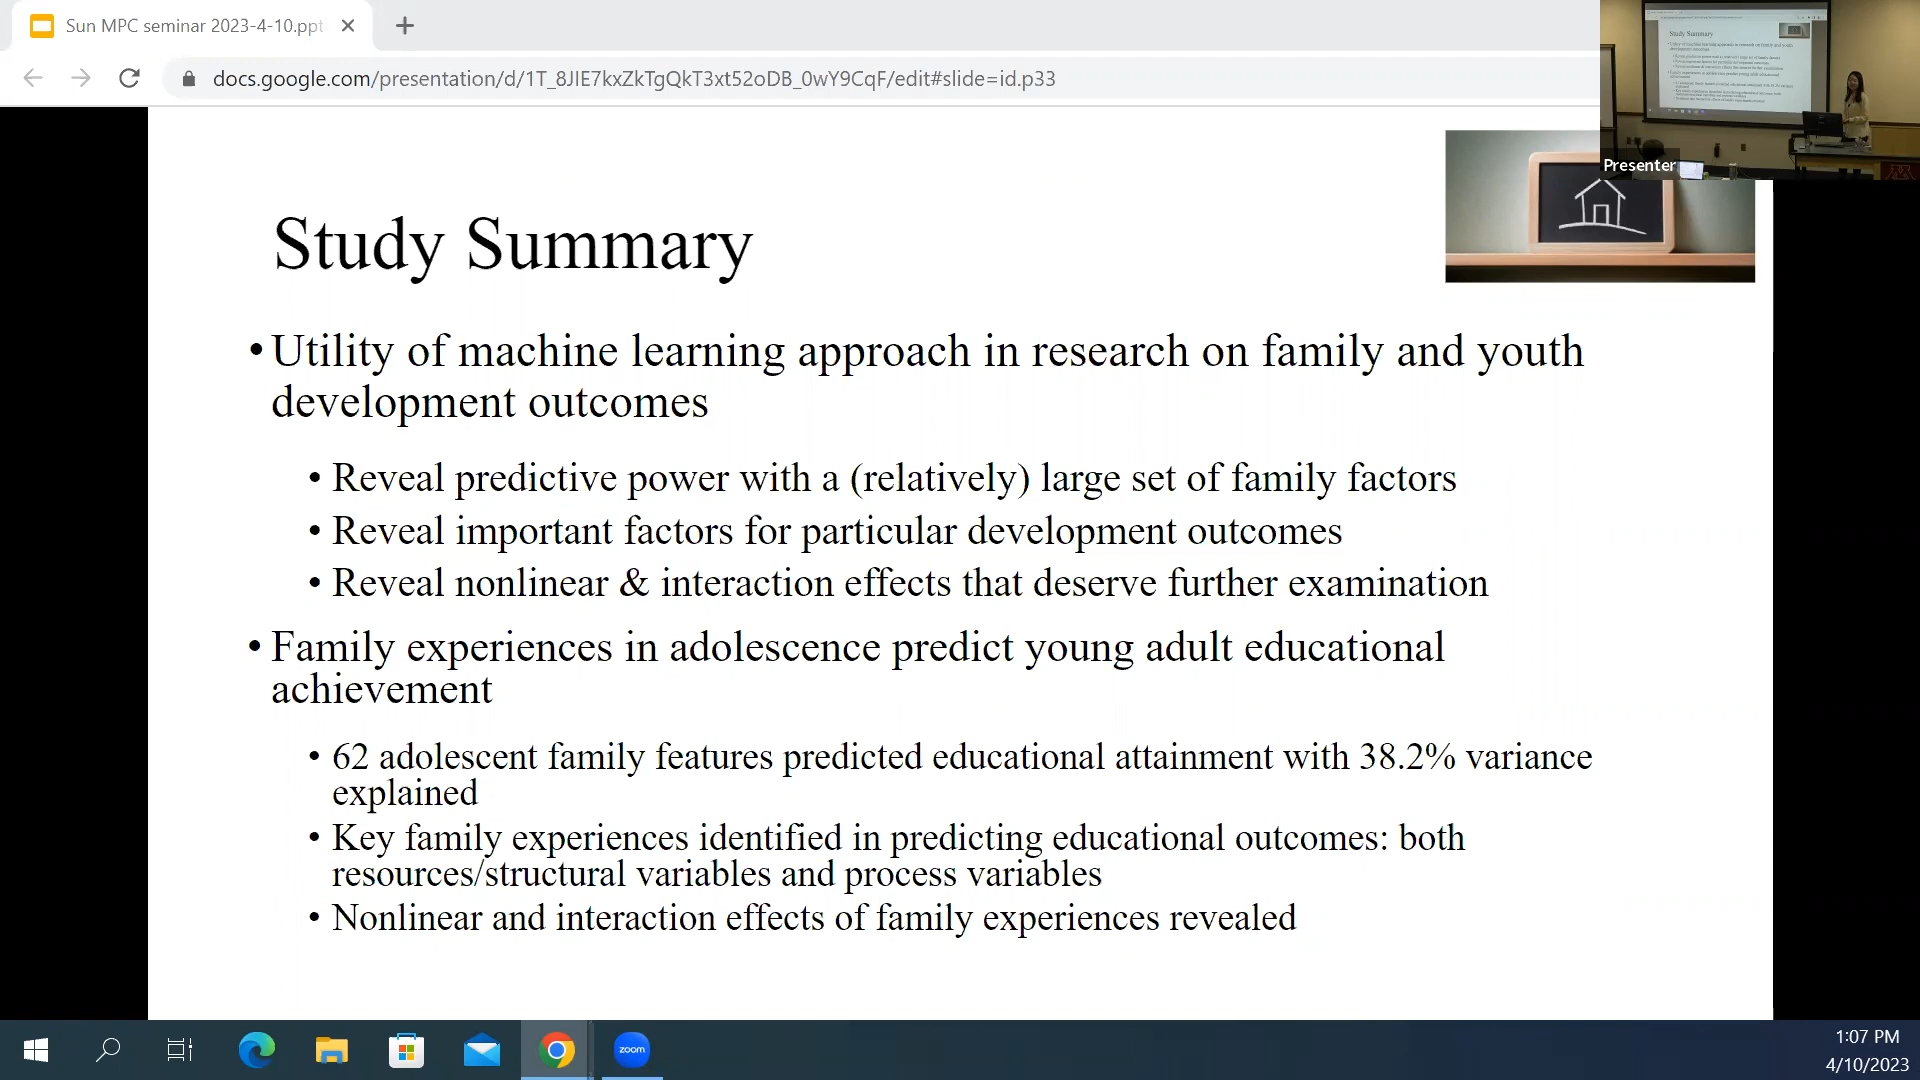 Sun MPC seminar 2023-4-10.ppt
docs.google.com/presentation/d/1T_8JlE7kxZkTgQkT3xt52oDB_0wY9CqF/edit#slide=id.p33
Presenter
Study Summary
• Utility of machine learning approach in research on family and youth
development outcomes
• Reveal predictive power with a (relatively) large set of family factors
• Reveal important factors for particular development outcomes
• Reveal nonlinear & interaction effects that deserve further examination
• Family experiences in adolescence predict young adult educational
achievement
• 62 adolescent family features predicted educational attainment with 38.2% variance
explained
• Key family experiences identified in predicting educational outcomes: both
resources/structural variables and process variables
• Nonlinear and interaction effects of family experiences revealed
zoom
1:07 PM
4/10/2023